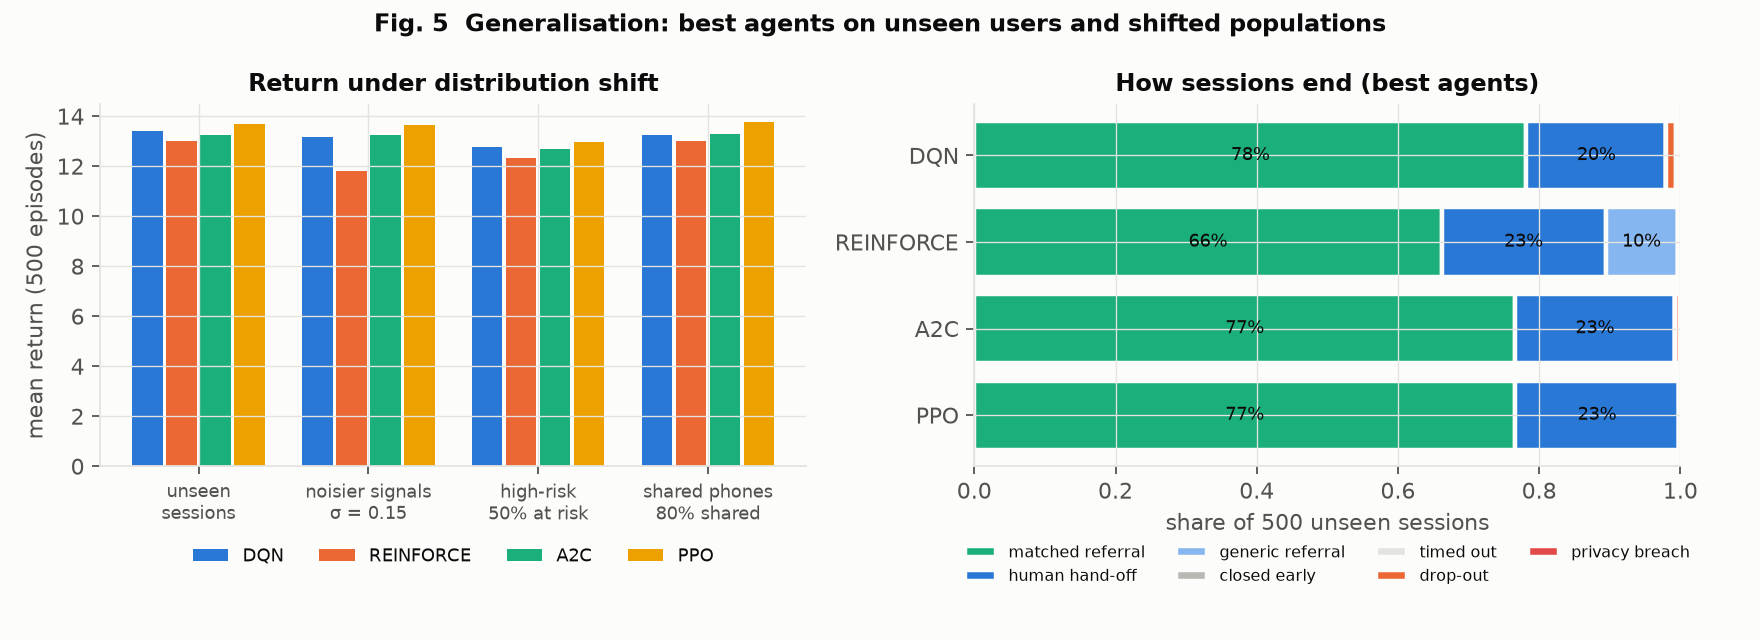 Fig. 5  Generalisation: best agents on unseen users and shifted populations
Return under distribution shift
mean return (500 episodes)
14
12
10
8
6
4
2
0
unseen
sessions
noisier signals
σ = 0.15
high-risk
50% at risk
shared phones
80% shared
DQN
REINFORCE
A2C
PPO
How sessions end (best agents)
DQN
78%
20%
REINFORCE
66%
23%
10%
A2C
77%
23%
PPO
77%
23%
0.0
0.2
0.4
0.6
0.8
1.0
share of 500 unseen sessions
matched referral
generic referral
timed out
privacy breach
human hand-off
closed early
drop-out